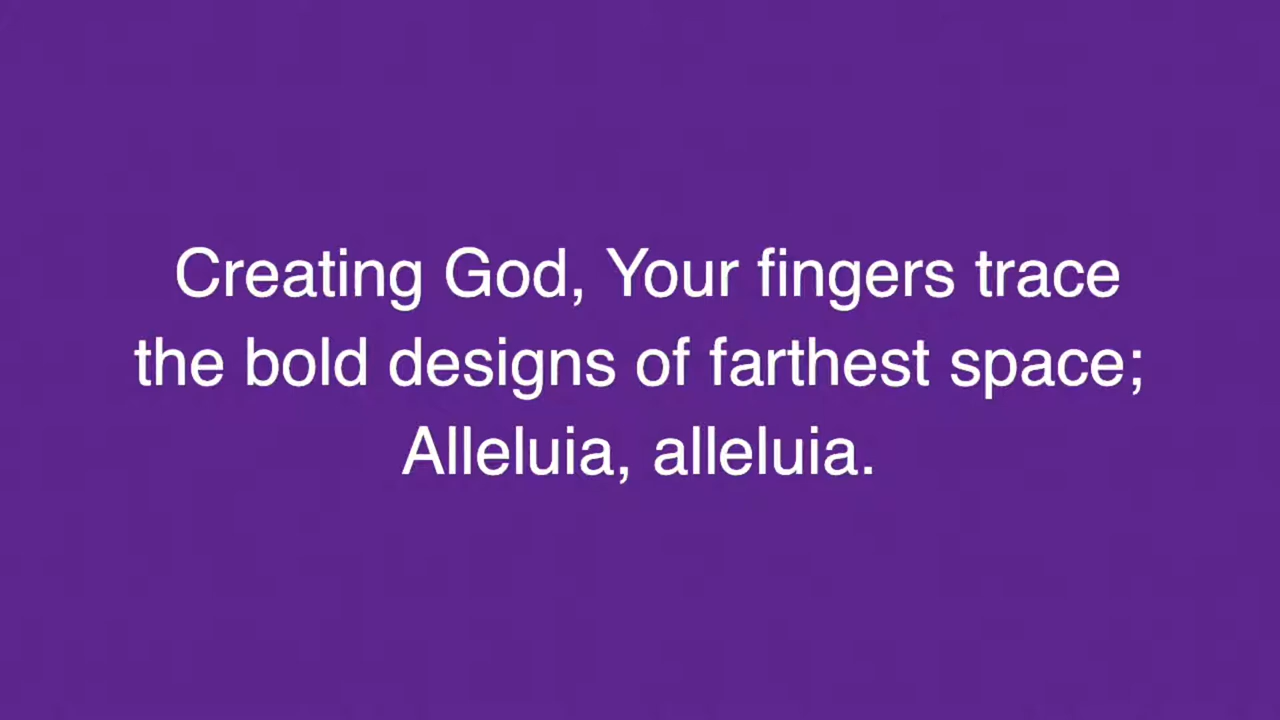 Creating God, Your fingers trace
the bold designs of farthest space;
Alleluia, alleluia.